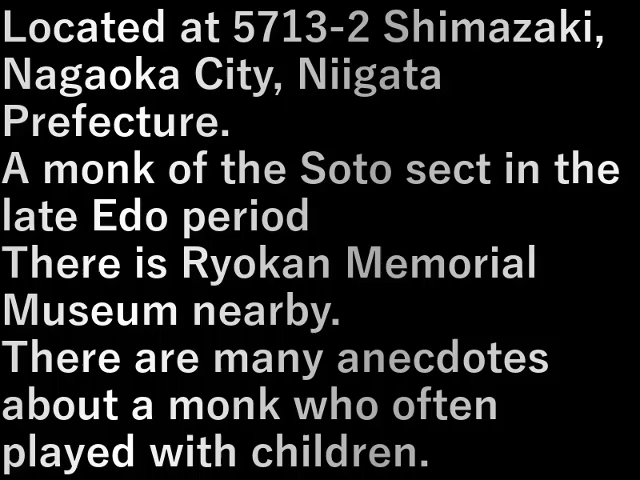 Located at 5713-2 Shimazaki,
Nagaoka City, Niigata
Prefecture.
A monk of the Soto sect in the
late Edo period
There is Ryokan Memorial
Museum nearby.
There are many anecdotes
about a monk who often
played with children.